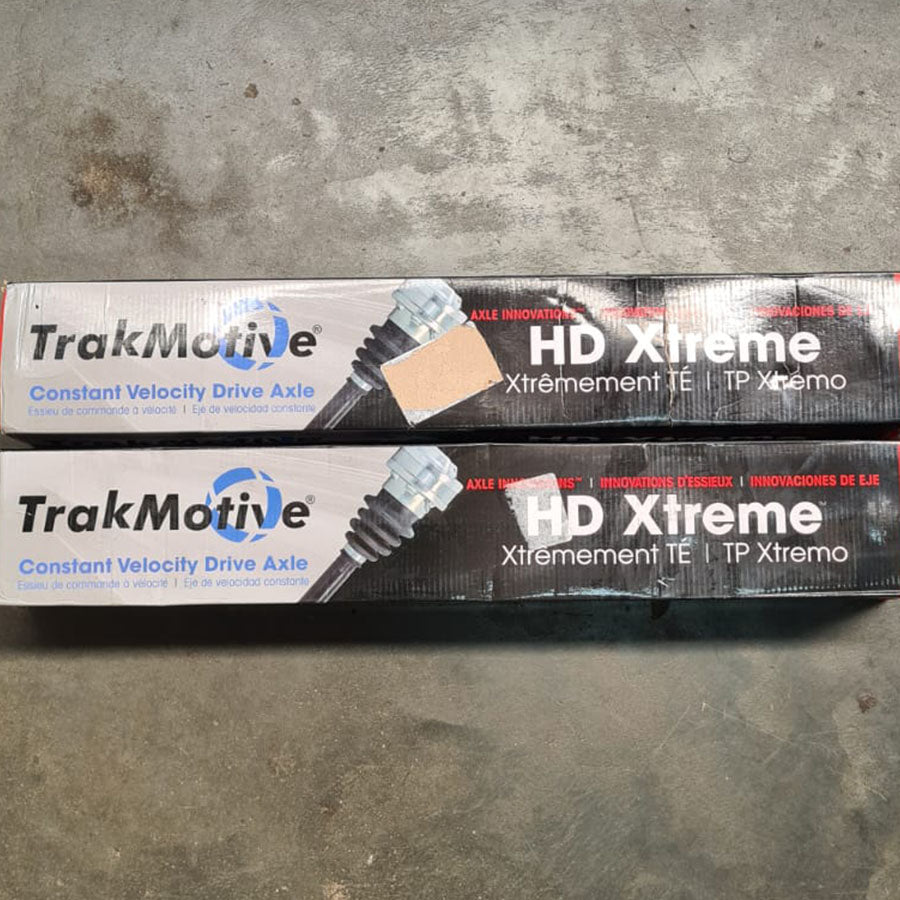 TrakMotive®
Constant Velocity Drive Axle
Essieu de commande à vélocité | Eje de velocidad constante
AXLE INNOVATIONS™
HD Xtreme
Xtrêmement TÉ | TP Xtremo
TrakMotive®
Constant Velocity Drive Axle
Essieu de commande à vélocité | Eje de velocidad constante
AXLE | INNOVATIONS D'ESSIEUX | INNOVACIONES DE EJE
HD Xtreme
Xtrêmement TÉ | TP Xtremo